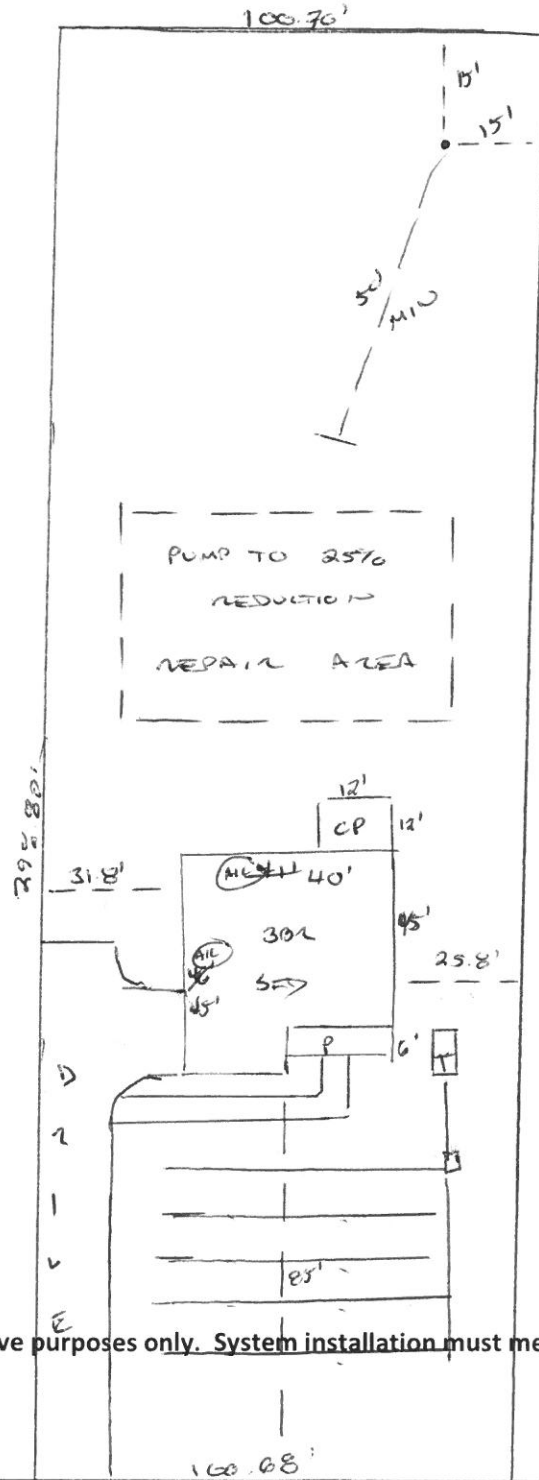 100.70'
15'
15'
50'
MIN
PUMP TO 25%
REDUCTION
REPAIR AREA
12'
CP 12'
31.8'
40'
3BR
45'
SFD
25.8'
45'
P 6'
T
DRIVE
85'
ve purposes only. System installation must me
100.68'